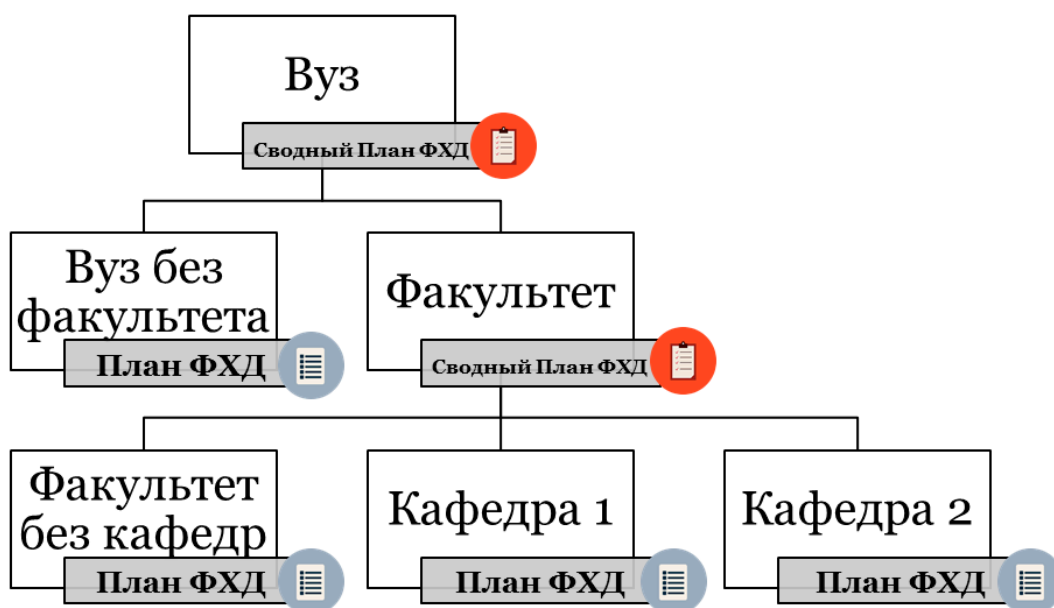 Вуз
Сводный План ФХД
Вуз без
факультета
План ФХД
Факультет
Сводный План ФХД
Факультет
без кафедр
План ФХД
Кафедра 1
План ФХД
Кафедра 2
План ФХД